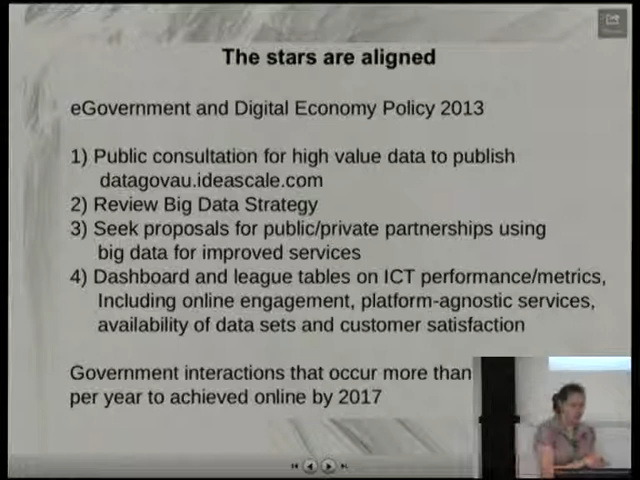 The stars are aligned
eGovernment and Digital Economy Policy 2013
1) Public consultation for high value data to publish
datagovau.ideascale.com
2) Review Big Data Strategy
3) Seek proposals for public/private partnerships using
big data for improved services
4) Dashboard and league tables on ICT performance/metrics,
Including online engagement, platform-agnostic services,
availability of data sets and customer satisfaction
Government interactions that occur more than
per year to achieved online by 2017